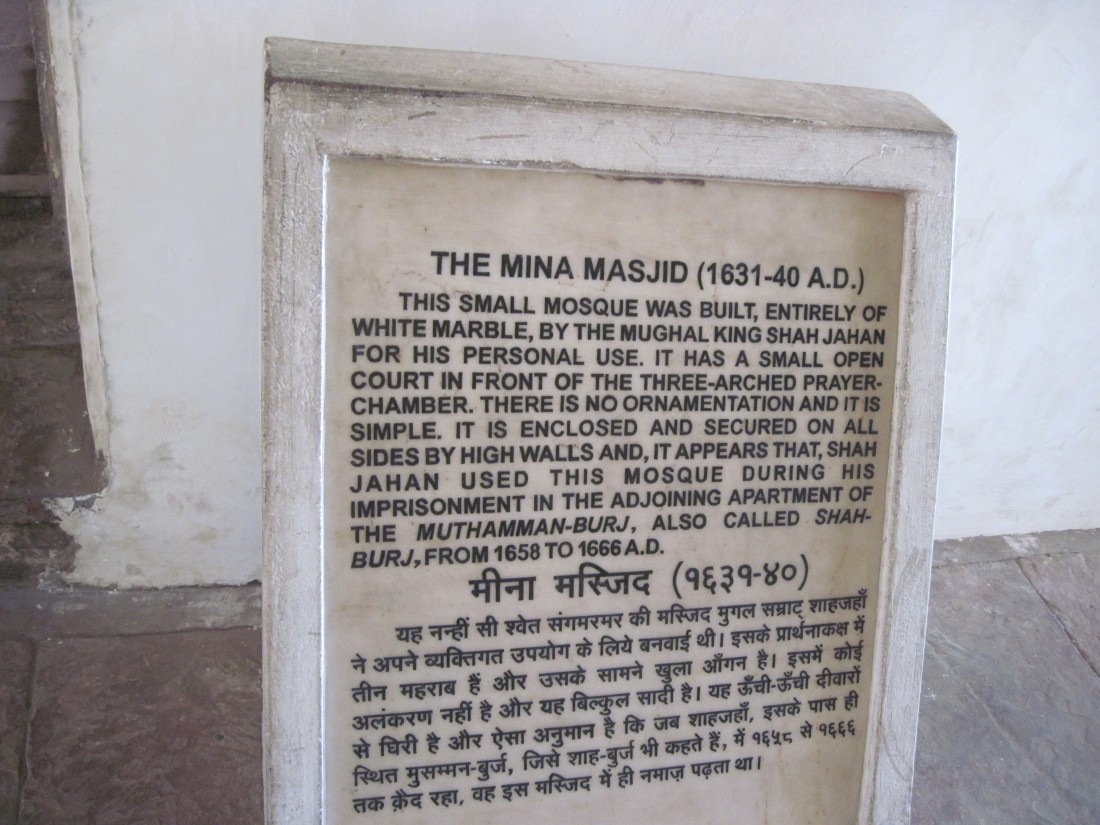 THE MINA MASJID (1631-40 A.D.)
THIS SMALL MOSQUE WAS BUILT, ENTIRELY OF
WHITE MARBLE, BY THE MUGHAL KING SHAH JAHAN
FOR HIS PERSONAL USE. IT HAS A SMALL OPEN
COURT IN FRONT OF THE THREE-ARCHED PRAYER-
CHAMBER. THERE IS NO ORNAMENTATION AND IT IS
SIMPLE. IT IS ENCLOSED AND SECURED ON ALL
SIDES BY HIGH WALLS AND, IT APPEARS THAT, SHAH
JAHAN USED THIS MOSQUE DURING HIS
IMPRISONMENT IN THE ADJOINING APARTMENT OF
THE MUTHAMMAN-BURJ, ALSO CALLED SHAH-
BURJ, FROM 1658 TO 1666 A.D.
मीना मस्जिद (१६३१-४०)
यह नन्हीं सी श्वेत संगमरमर की मस्जिद मुगल सम्राट् शाहजहाँ
ने अपने व्यक्तिगत उपयोग के लिये बनवाई थी। इसके प्रार्थनाकक्ष में
तीन महराब हैं और उसके सामने खुला आँगन है। इसमें कोई
अलंकरण नहीं है और यह बिल्कुल सादी है। यह ऊँची-ऊँची दीवारों
से घिरी है और ऐसा अनुमान है कि जब शाहजहाँ, इसके पास ही
स्थित मुसम्मन-बुर्ज, जिसे शाह-बुर्ज भी कहते हैं, में १६५८ से १६६६
तक क़ैद रहा, वह इस मस्जिद में ही नमाज़ पढ़ता था।